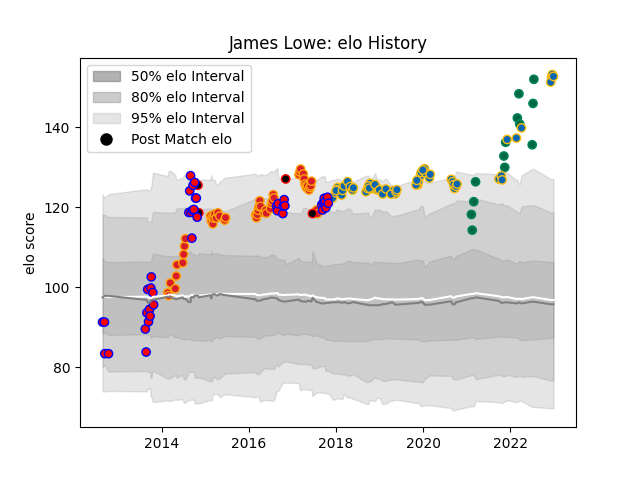 James Lowe: elo History
50% elo Interval
80% elo Interval
95% elo Interval
Post Match elo
elo score
140
120
100
80
2014
2016
2018
2020
2022